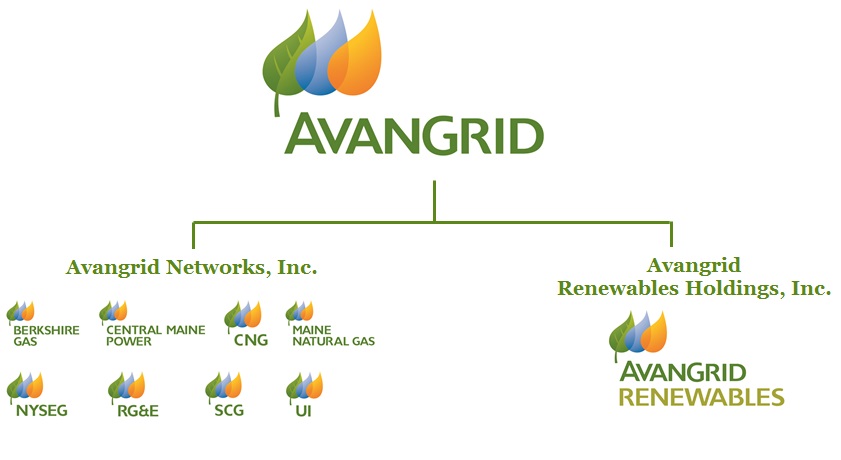 AVANGRID
Avangrid Networks, Inc.
Avangrid
Renewables Holdings, Inc.
BERKSHIRE
GAS
CENTRAL MAINE
POWER
CNG
MAINE
NATURAL GAS
NYSEG
RG&E
SCG
UI
AVANGRID
RENEWABLES